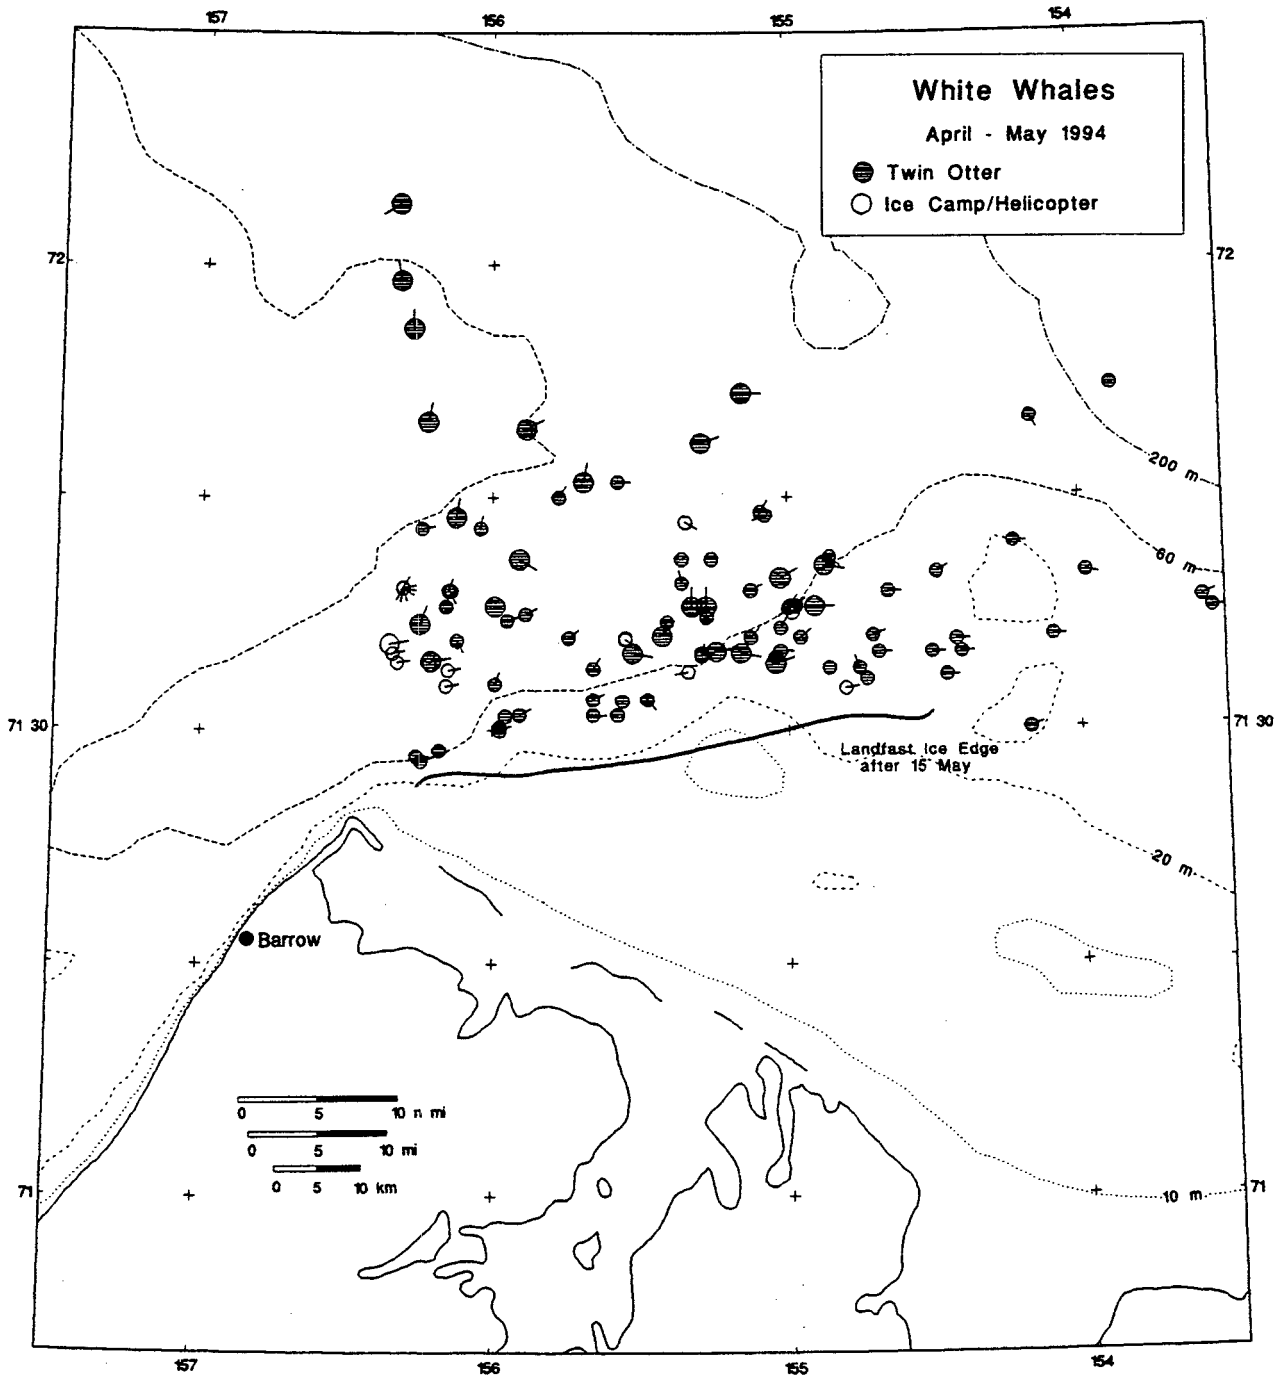 157 156 155 154
White Whales
April - May 1994
Twin Otter
Ice Camp/Helicopter
72 72
200 m
60 m
71 30 71 30
Landfast Ice Edge
after 15 May
20 m
Barrow
0 5 10 n mi
0 5 10 mi
0 5 10 km
71 71
10 m
157 156 155 154